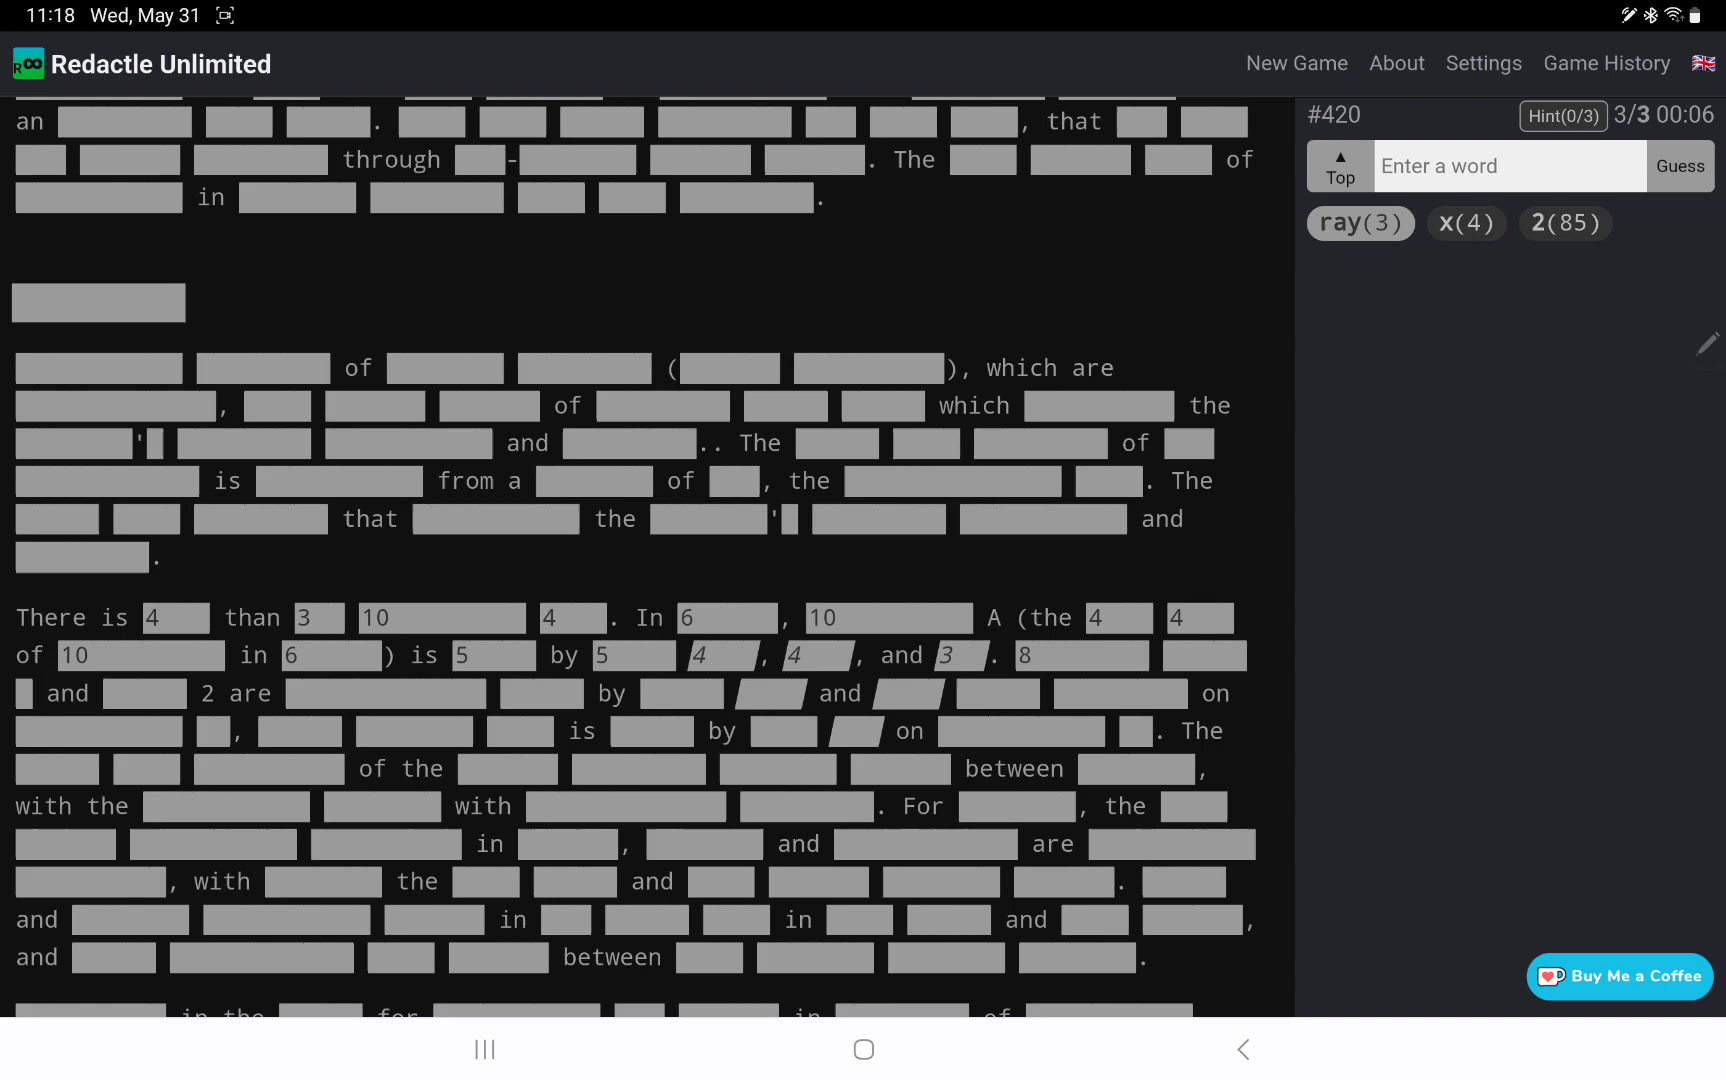 11:18 Wed, May 31
R∞ Redactle Unlimited
New Game About Settings Game History
an . , that
through - . The of
in .
of ( ), which are
, of which the
' and .. The of
is from a of , the . The
that the ' and
.
There is 4 than 3 10 4 . In 6 , 10 A (the 4 4
of 10 in 6 ) is 5 by 5 4 , 4 , and 3 . 8
and 2 are by and on
, is by on . The
of the between ,
with the with . For , the
in , and are
, with the and .
and in in and ,
and between .
in the for in of
#420 Hint(0/3) 3/3 00:06
▲ Top Enter a word Guess
ray(3) x(4) 2(85)
Buy Me a Coffee